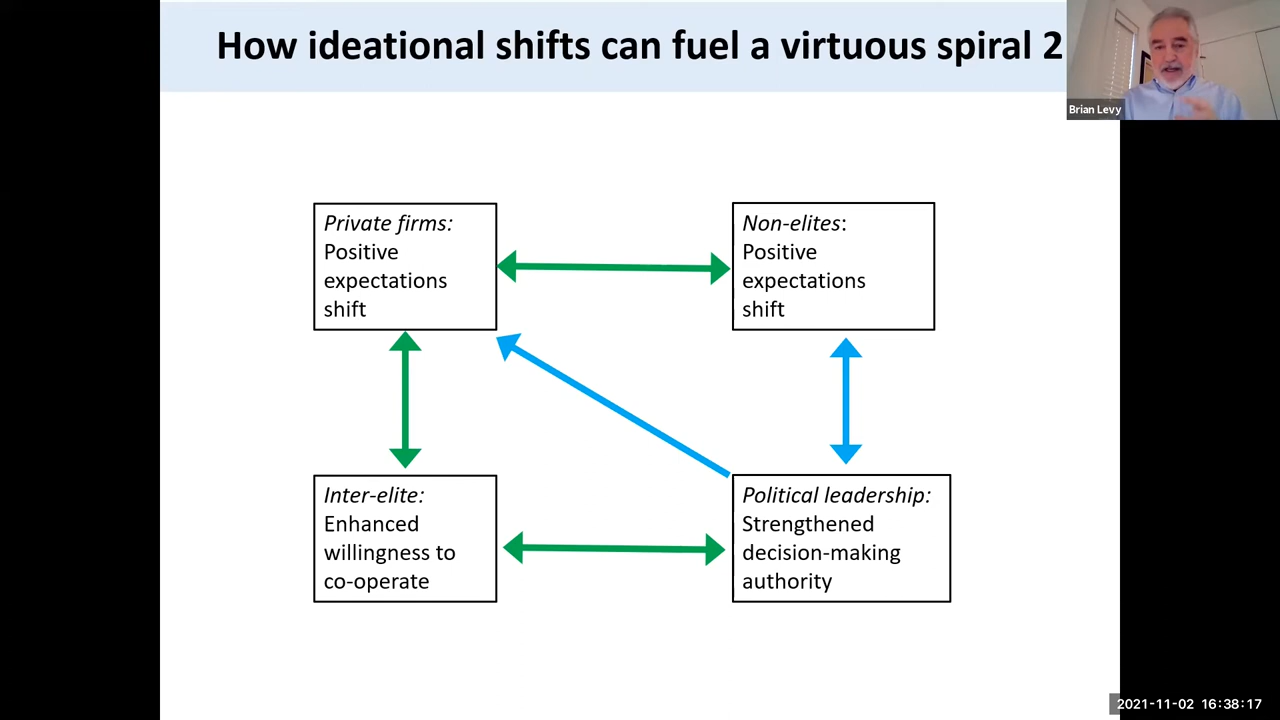 How ideational shifts can fuel a virtuous spiral 2
Brian Levy
Private firms:
Positive
expectations
shift
Non-elites:
Positive
expectations
shift
Inter-elite:
Enhanced
willingness to
co-operate
Political leadership:
Strengthened
decision-making
authority
2021-11-02 16:38:17